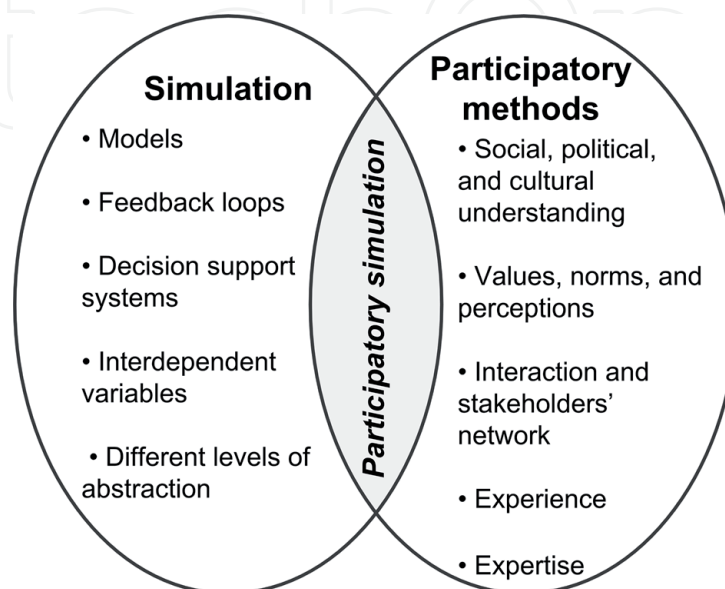 Simulation
• Models
• Feedback loops
• Decision support
systems
• Interdependent
variables
• Different levels of
abstraction
Participatory simulation
Participatory
methods
• Social, political,
and cultural
understanding
• Values, norms, and
perceptions
• Interaction and
stakeholders’
network
• Experience
• Expertise